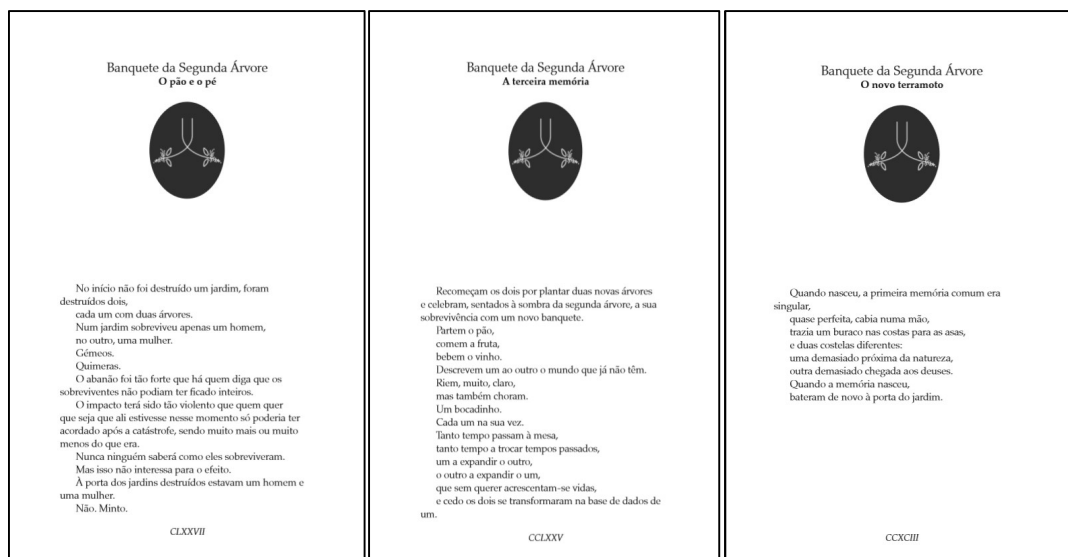 Banquete da Segunda Árvore
O pão e o pé
No início não foi destruído um jardim, foram
destruídos dois,
cada um com duas árvores.
Num jardim sobreviveu apenas um homem,
no outro, uma mulher.
Gémeos.
Quimeras.
O abanão foi tão forte que há quem diga que os
sobreviventes não podiam ter ficado inteiros.
O impacto terá sido tão violento que quem quer
que seja que ali estivesse nesse momento só poderia ter
acordado após a catástrofe, sendo muito mais ou muito
menos do que era.
Nunca ninguém saberá como eles sobreviveram.
Mas isso não interessa para o efeito.
À porta dos jardins destruídos estavam um homem e
uma mulher.
Não. Minto.
CLXXVII
Banquete da Segunda Árvore
A terceira memória
Recomeçam os dois por plantar duas novas árvores
e celebram, sentados à sombra da segunda árvore, a sua
sobrevivência com um novo banquete.
Partem o pão,
comem a fruta,
bebem o vinho.
Descrevem um ao outro o mundo que já não têm.
Riem, muito, claro,
mas também choram.
Um bocadinho.
Cada um na sua vez.
Tanto tempo passam à mesa,
tanto tempo a trocar tempos passados,
um a expandir o outro,
o outro a expandir o um,
que sem querer acrescentam-se vidas,
e cedo os dois se transformaram na base de dados de
um.
CCLXXV
Banquete da Segunda Árvore
O novo terramoto
Quando nasceu, a primeira memória comum era
singular,
quase perfeita, cabia numa mão,
trazia um buraco nas costas para as asas,
e duas costelas diferentes:
uma demasiado próxima da natureza,
outra demasiado chegada aos deuses.
Quando a memória nasceu,
bateram de novo à porta do jardim.
CCXCIII